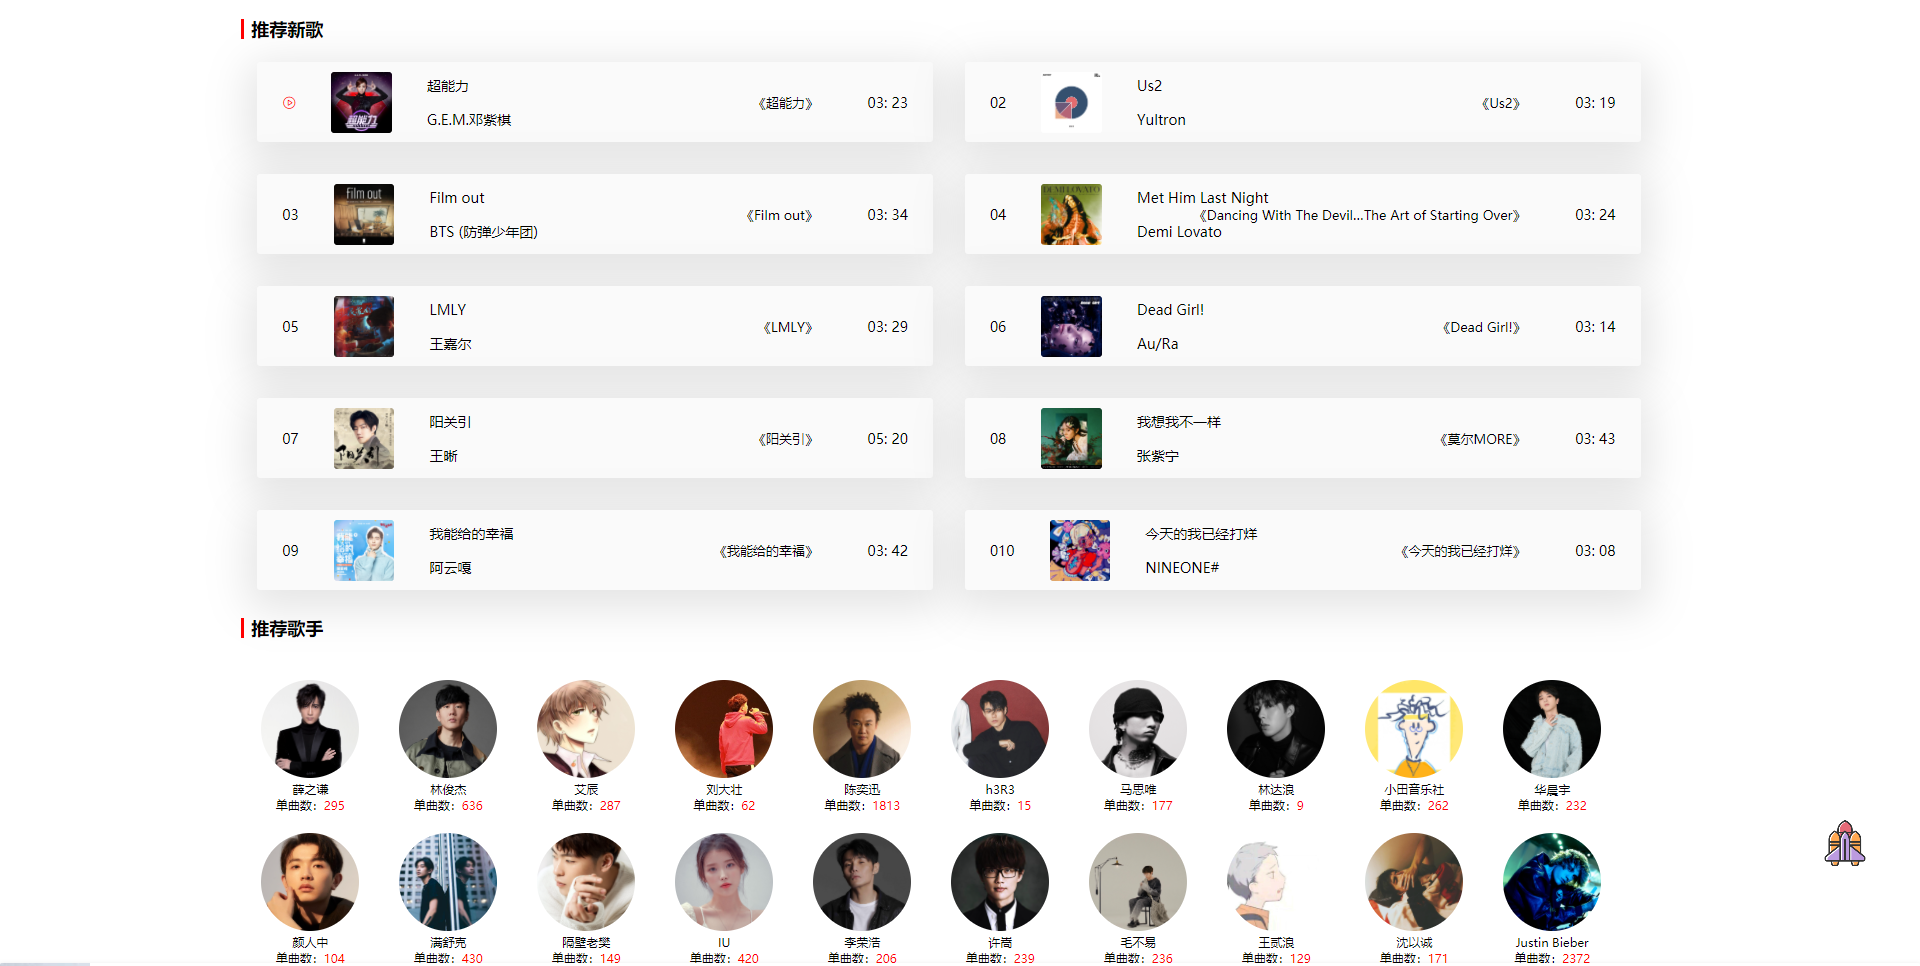 推荐新歌
超能力
G.E.M.邓紫棋
《超能力》
03: 23
02
Us2
Yultron
《Us2》
03: 19
03
Film out
BTS (防弹少年团)
《Film out》
03: 34
04
Met Him Last Night
《Dancing With The Devil...The Art of Starting Over》
Demi Lovato
03: 24
05
LMLY
王嘉尔
《LMLY》
03: 29
06
Dead Girl!
Au/Ra
《Dead Girl!》
03: 14
07
阳关引
王晰
《阳关引》
05: 20
08
我想我不一样
张紫宁
《莫尔MORE》
03: 43
09
我能给的幸福
阿云嘎
《我能给的幸福》
03: 42
010
今天的我已经打烊
NINEONE#
《今天的我已经打烊》
03: 08
推荐歌手
薛之谦
单曲数：295
林俊杰
单曲数：636
艾辰
单曲数：287
刘大壮
单曲数：62
陈奕迅
单曲数：1813
h3R3
单曲数：15
马思唯
单曲数：177
林达浪
单曲数：9
小田音乐社
单曲数：262
华晨宇
单曲数：232
颜人中
单曲数：104
满舒克
单曲数：430
隔壁老樊
单曲数：149
IU
单曲数：420
李荣浩
单曲数：206
许嵩
单曲数：239
毛不易
单曲数：236
王贰浪
单曲数：129
沈以诚
单曲数：171
Justin Bieber
单曲数：2372